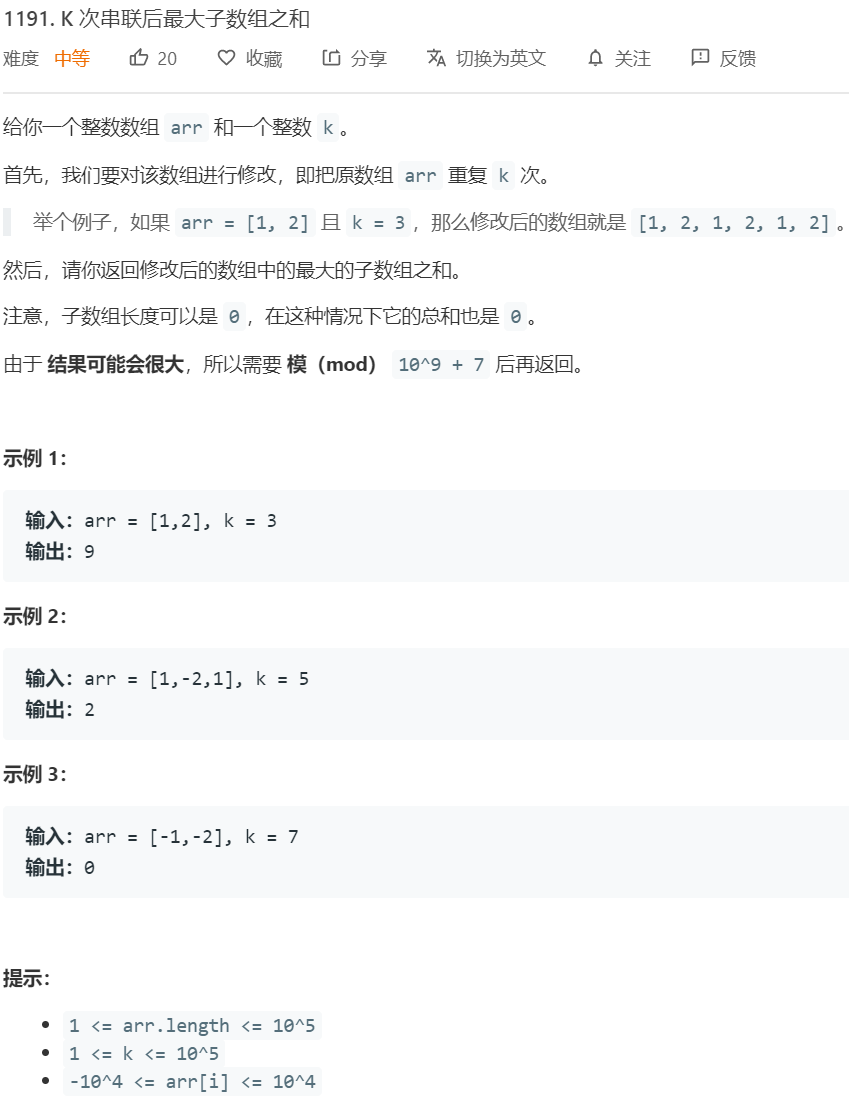 1191. K 次串联后最大子数组之和
难度 中等 20 收藏 分享 切换为英文 关注 反馈
给你一个整数数组 arr 和一个整数 k 。
首先，我们要对该数组进行修改，即把原数组 arr 重复 k 次。
举个例子，如果 arr = [1, 2] 且 k = 3 ，那么修改后的数组就是 [1, 2, 1, 2, 1, 2] 。
然后，请你返回修改后的数组中的最大的子数组之和。
注意，子数组长度可以是 0 ，在这种情况下它的总和也是 0 。
由于 结果可能会很大，所以需要 模（mod） 10^9 + 7 后再返回。
示例 1：
输入：arr = [1,2], k = 3
输出：9
示例 2：
输入：arr = [1,-2,1], k = 5
输出：2
示例 3：
输入：arr = [-1,-2], k = 7
输出：0
提示：
1 <= arr.length <= 10^5
1 <= k <= 10^5
-10^4 <= arr[i] <= 10^4